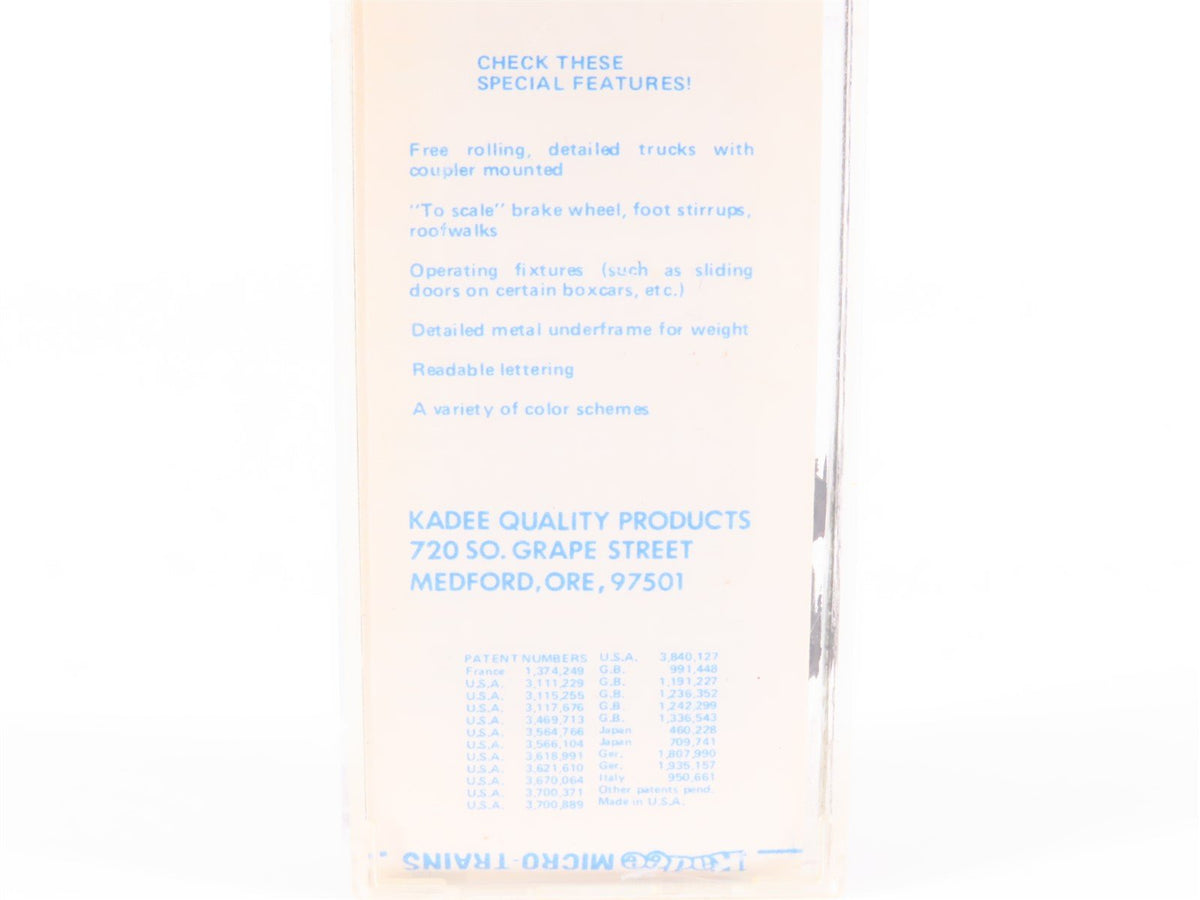 CHECK THESE
SPECIAL FEATURES!
Free rolling, detailed trucks with
coupler mounted
"To scale" brake wheel, foot stirrups,
roofwalks
Operating fixtures (such as sliding
doors on certain boxcars, etc.)
Detailed metal underframe for weight
Readable lettering
A variety of color schemes
KADEE QUALITY PRODUCTS
720 SO. GRAPE STREET
MEDFORD, ORE, 97501
PATENT NUMBERS
France 1,374,249
U.S.A. 3,111,229
U.S.A. 3,115,255
U.S.A. 3,117,676
U.S.A. 3,469,713
U.S.A. 3,564,766
U.S.A. 3,566,104
U.S.A. 3,618,991
U.S.A. 3,621,610
U.S.A. 3,670,064
U.S.A. 3,700,371
U.S.A. 3,700,889
U.S.A. 3,840,127
G.B. 991,448
G.B. 1,191,227
G.B. 1,236,352
G.B. 1,242,299
G.B. 1,336,543
Japan 460,228
Japan 709,741
Ger. 1,807,990
Ger. 1,935,157
Italy 950,661
Other patents pend.
Made in U.S.A.
Kadee MICRO-TRAINS